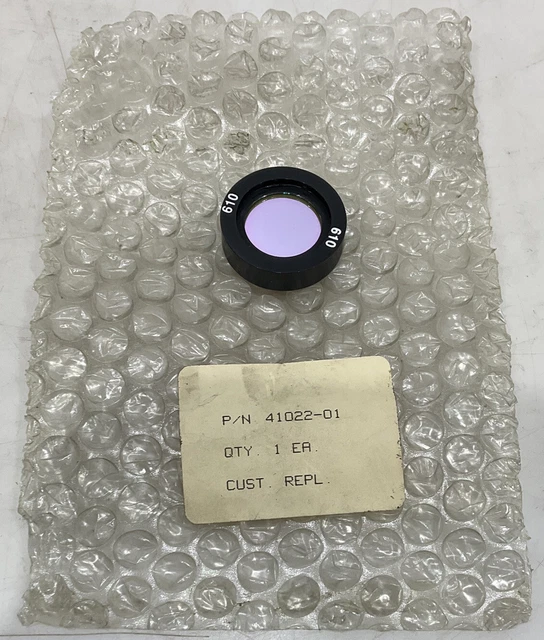 610
610
P/N 41022-01
QTY. 1 EA.
CUST. REPL.